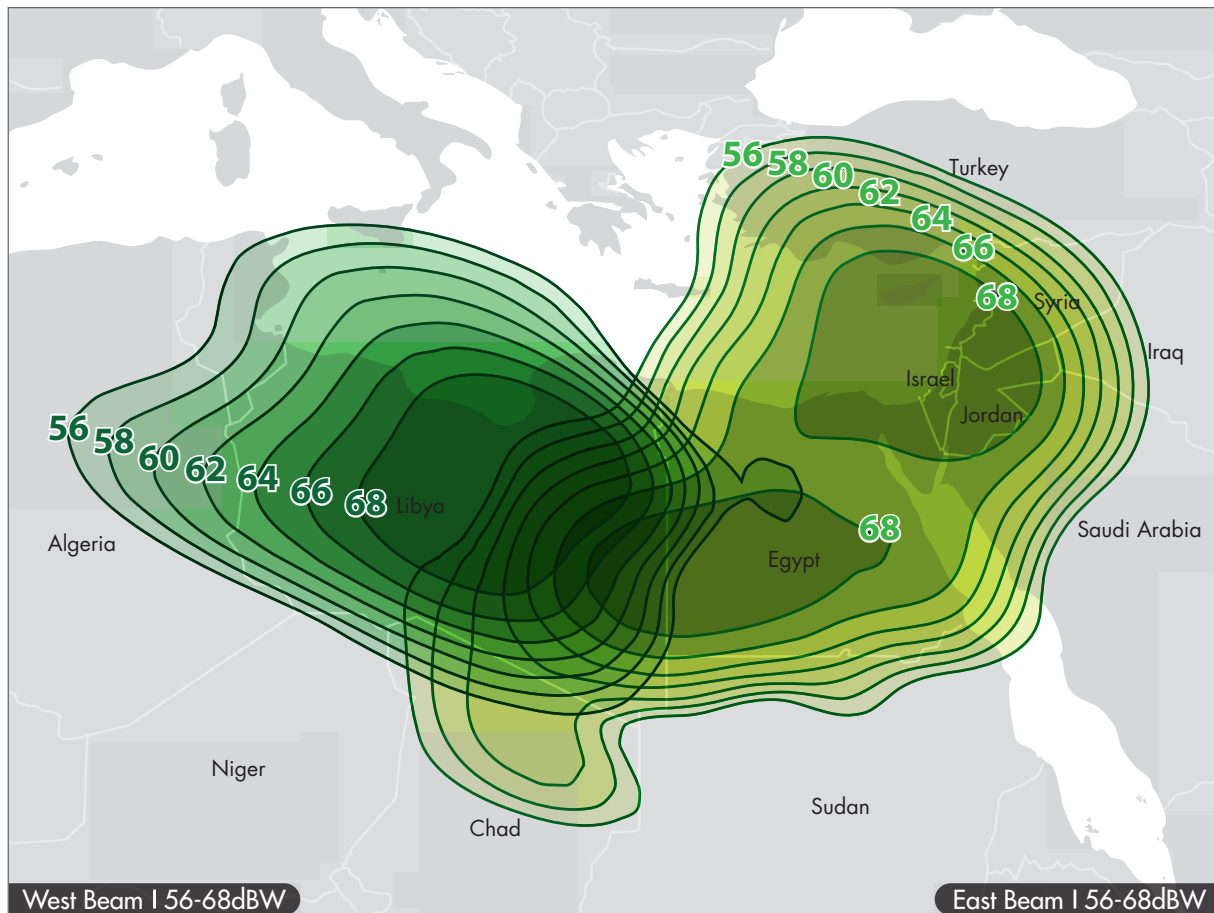 56
58
60
62
64
66
68
Turkey
Syria
Iraq
Israel
Jordan
56
58
60
62
64
66
68
Libya
68
Algeria
Egypt
Saudi Arabia
Niger
Chad
Sudan
West Beam I 56-68dBW
East Beam I 56-68dBW